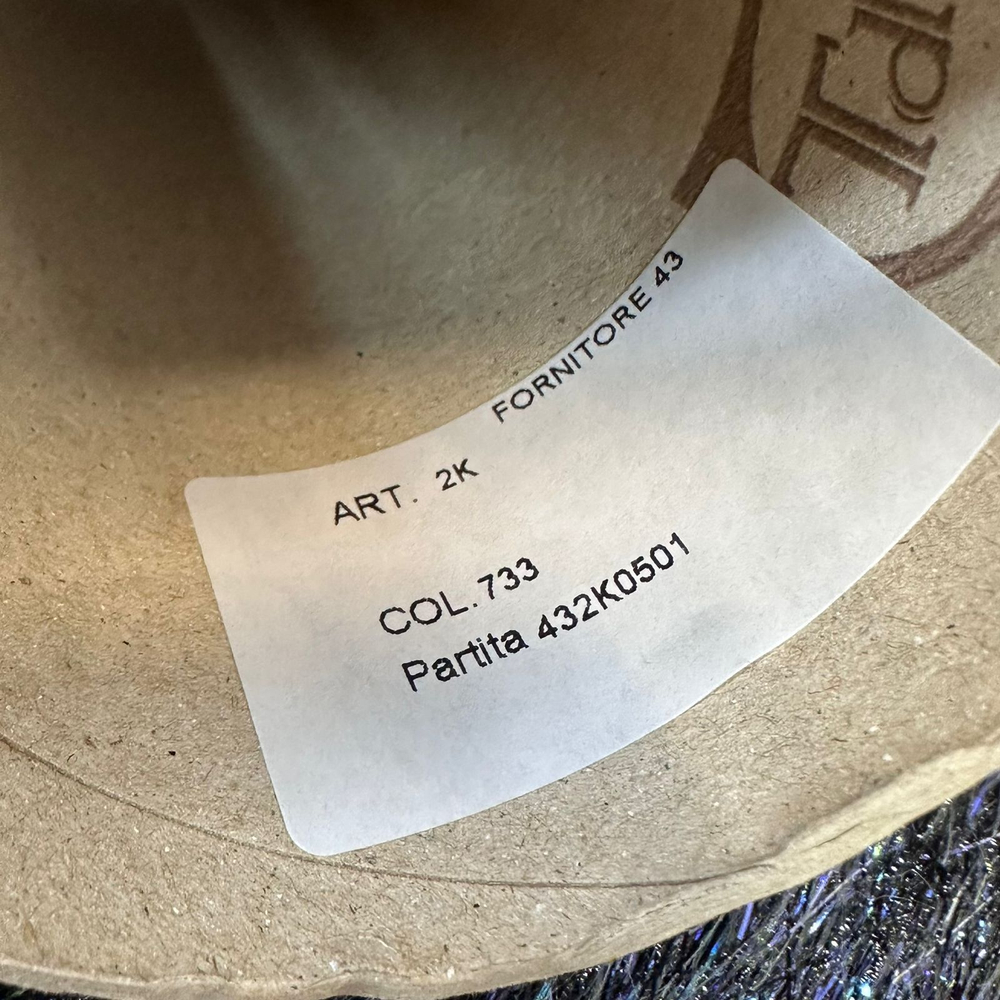 FORNITORE 43
ART. 2K
COL.733
Partita 432K0501